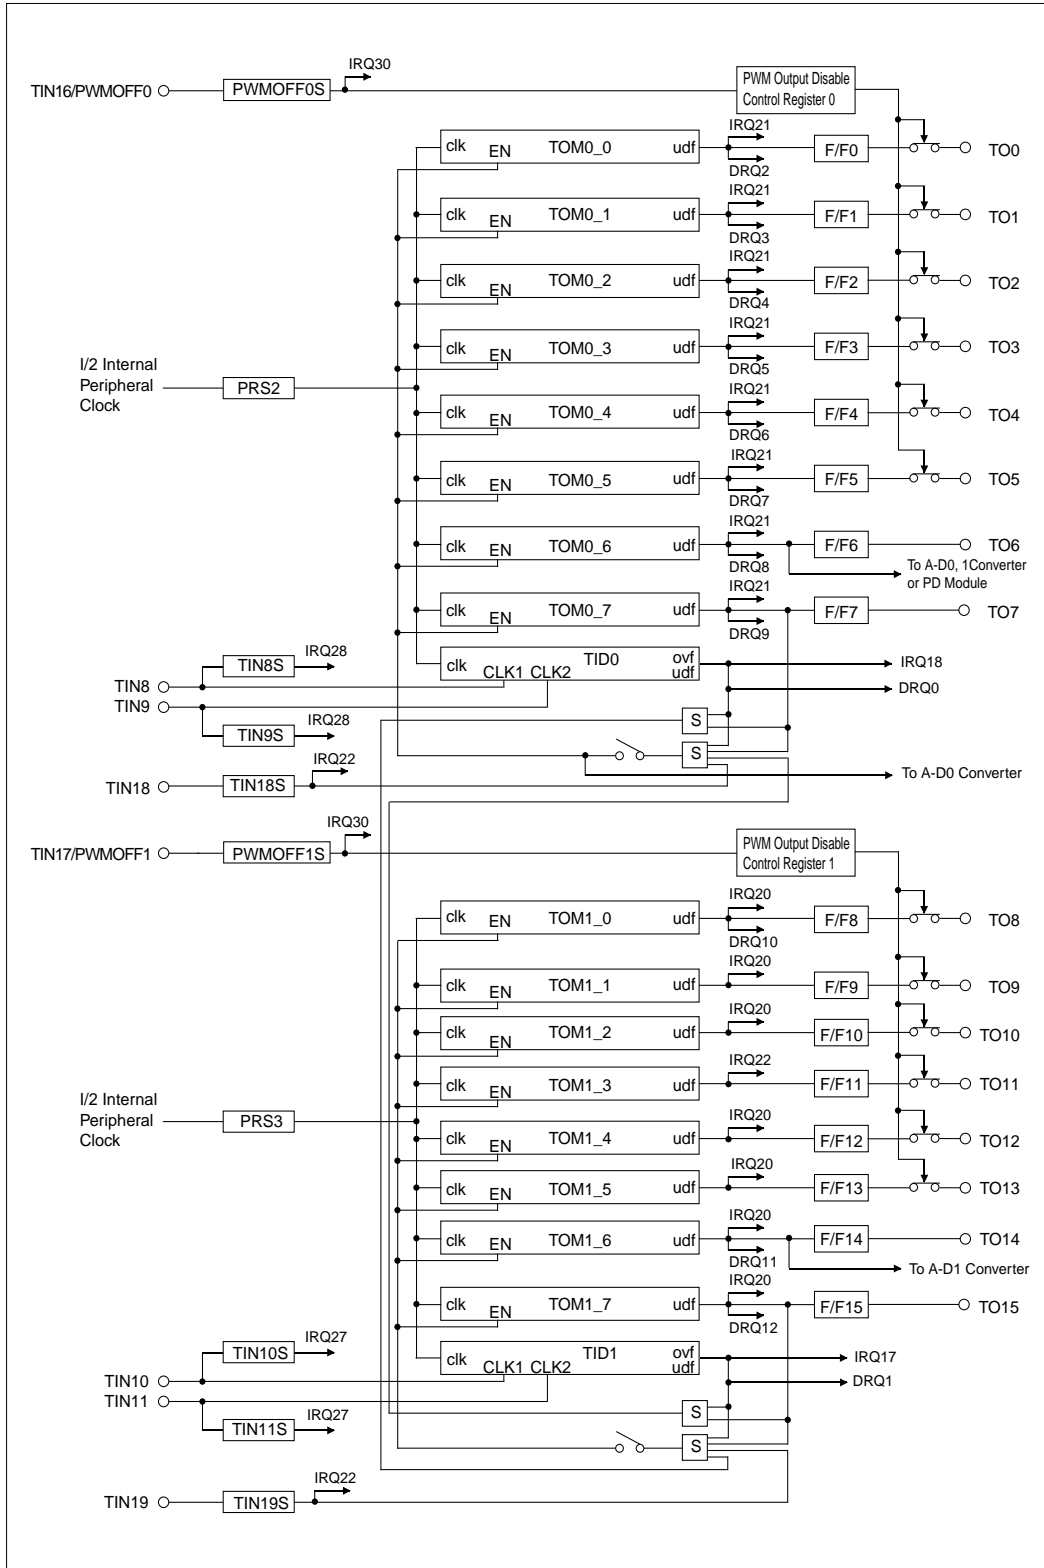 IRQ30
TIN16/PWMOFF0
PWMOFF0S
PWM Output Disable
Control Register 0
IRQ21
clk EN TOM0_0 udf
F/F0
TO0
DRQ2
IRQ21
clk EN TOM0_1 udf
F/F1
TO1
DRQ3
IRQ21
clk EN TOM0_2 udf
F/F2
TO2
DRQ4
IRQ21
clk EN TOM0_3 udf
F/F3
TO3
DRQ5
I/2 Internal
Peripheral
Clock
PRS2
IRQ21
clk EN TOM0_4 udf
F/F4
TO4
DRQ6
IRQ21
clk EN TOM0_5 udf
F/F5
TO5
DRQ7
IRQ21
clk EN TOM0_6 udf
F/F6
TO6
DRQ8
To A-D0, 1Converter
or PD Module
IRQ21
clk EN TOM0_7 udf
F/F7
TO7
DRQ9
IRQ28
TIN8S
clk CLK1 CLK2 TID0 ovf
udf
IRQ18
TIN8
DRQ0
TIN9
S
TIN9S
IRQ28
S
IRQ22
To A-D0 Converter
TIN18
TIN18S
IRQ30
TIN17/PWMOFF1
PWMOFF1S
PWM Output Disable
Control Register 1
IRQ20
clk EN TOM1_0 udf
F/F8
TO8
DRQ10
IRQ20
clk EN TOM1_1 udf
F/F9
TO9
IRQ20
clk EN TOM1_2 udf
F/F10
TO10
IRQ22
clk EN TOM1_3 udf
F/F11
TO11
I/2 Internal
Peripheral
Clock
PRS3
IRQ20
clk EN TOM1_4 udf
F/F12
TO12
IRQ20
clk EN TOM1_5 udf
F/F13
TO13
IRQ20
clk EN TOM1_6 udf
F/F14
TO14
DRQ11
To A-D1 Converter
IRQ20
clk EN TOM1_7 udf
F/F15
TO15
DRQ12
IRQ27
TIN10S
clk CLK1 CLK2 TID1 ovf
udf
IRQ17
TIN10
DRQ1
TIN11
S
TIN11S
IRQ27
S
IRQ22
TIN19
TIN19S